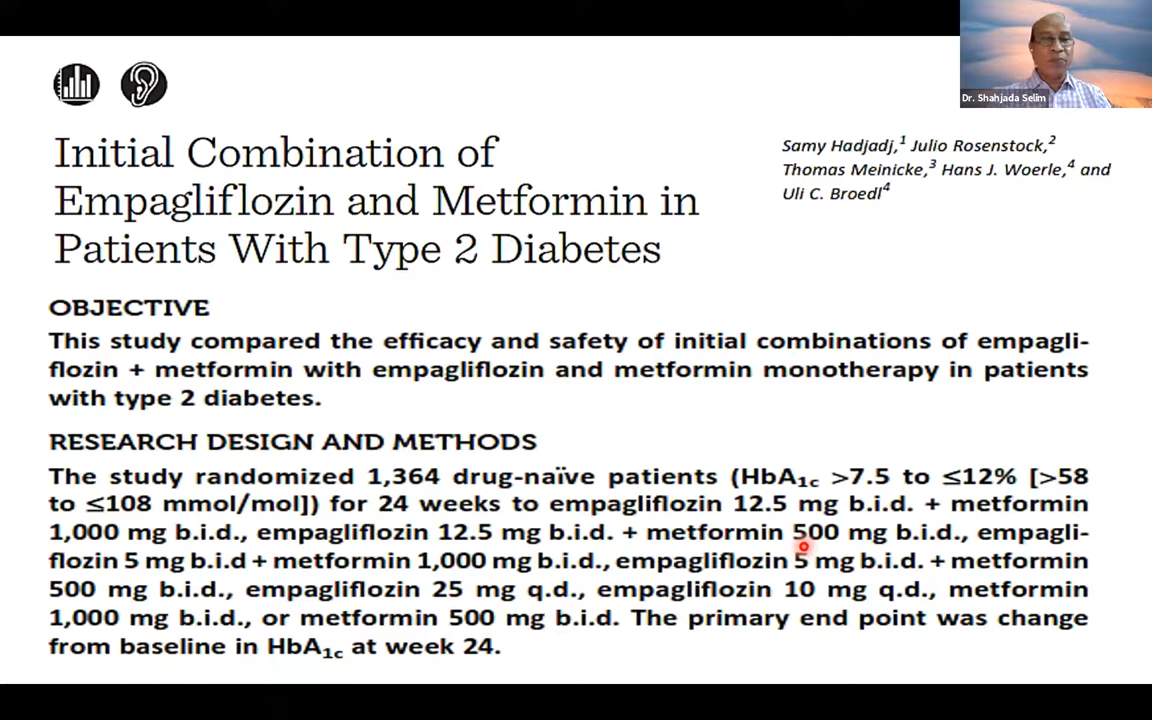 Dr. Shahjada Selim
Initial Combination of
Empagliflozin and Metformin in
Patients With Type 2 Diabetes
Samy Hadjadj,1 Julio Rosenstock,2
Thomas Meinicke,3 Hans J. Woerle,4 and
Uli C. Broedl4
OBJECTIVE
This study compared the efficacy and safety of initial combinations of empagli-
flozin + metformin with empagliflozin and metformin monotherapy in patients
with type 2 diabetes.
RESEARCH DESIGN AND METHODS
The study randomized 1,364 drug-naïve patients (HbA1c >7.5 to ≤12% [>58
to ≤108 mmol/mol]) for 24 weeks to empagliflozin 12.5 mg b.i.d. + metformin
1,000 mg b.i.d., empagliflozin 12.5 mg b.i.d. + metformin 500 mg b.i.d., empagli-
flozin 5 mg b.i.d + metformin 1,000 mg b.i.d., empagliflozin 5 mg b.i.d. + metformin
500 mg b.i.d., empagliflozin 25 mg q.d., empagliflozin 10 mg q.d., metformin
1,000 mg b.i.d., or metformin 500 mg b.i.d. The primary end point was change
from baseline in HbA1c at week 24.